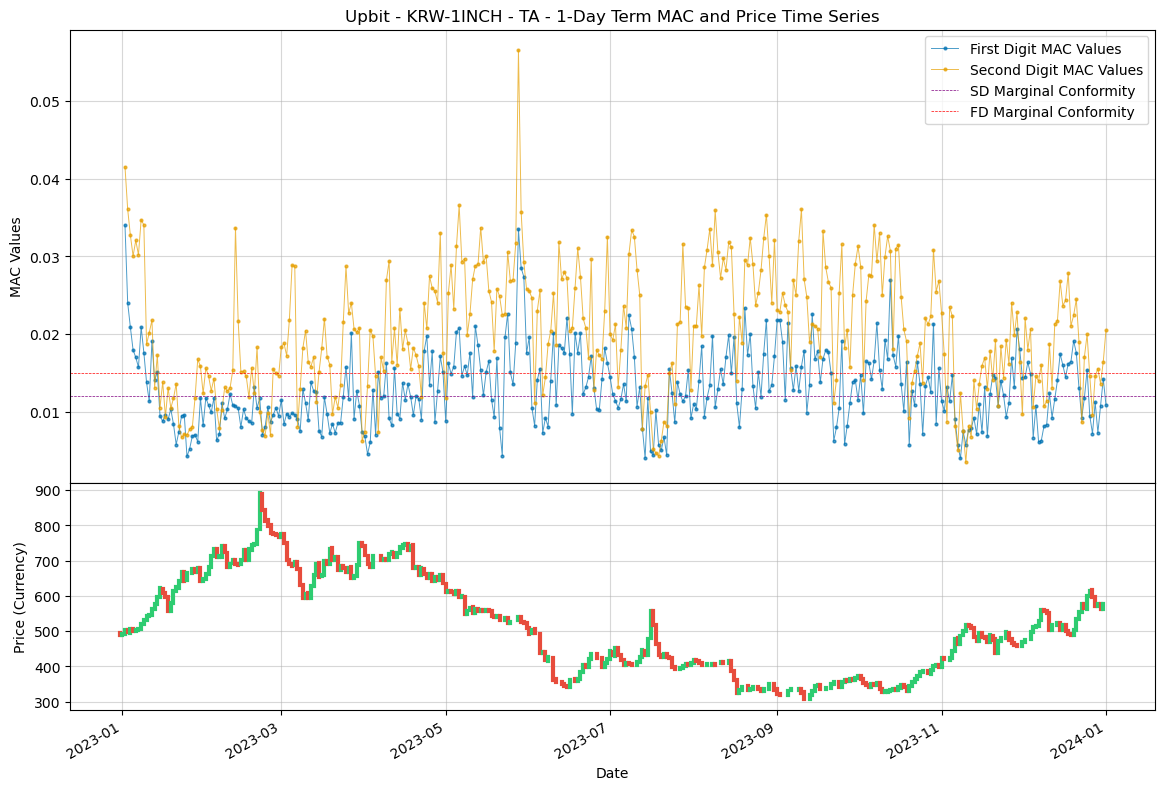 Upbit - KRW-1INCH - TA - 1-Day Term MAC and Price Time Series
First Digit MAC Values
Second Digit MAC Values
SD Marginal Conformity
FD Marginal Conformity
MAC Values
0.05
0.04
0.03
0.02
0.01
Price (Currency)
900
800
700
600
500
400
300
2023-01
2023-03
2023-05
2023-07
2023-09
2023-11
2024-01
Date